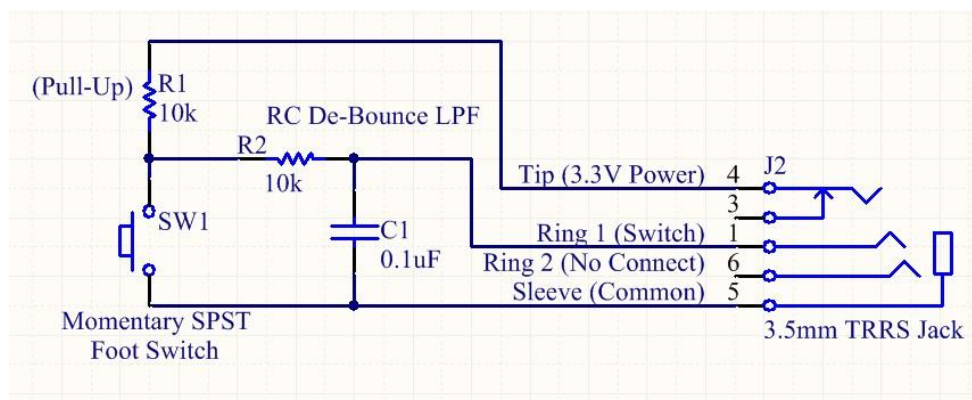 (Pull-Up)
R1
10k
RC De-Bounce LPF
R2
10k
SW1
C1
0.1uF
Momentary SPST
Foot Switch
Tip (3.3V Power) 4
J2
3
Ring 1 (Switch) 1
Ring 2 (No Connect) 6
Sleeve (Common) 5
3.5mm TRRS Jack